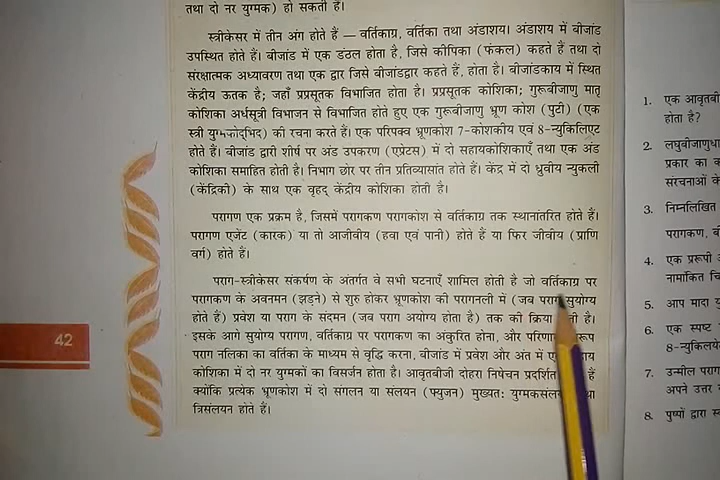 तथा दो नर युग्मक) हो सकती हैं।
स्त्रीकेसर में तीन अंग होते हैं — वर्तिकाग्र, वर्तिका तथा अंडाशय। अंडाशय में बीजांड
उपस्थित होते हैं। बीजांड में एक डंठल होता है, जिसे कीपिका (फंकल) कहते हैं तथा दो
संरक्षात्मक अध्यावरण तथा एक द्वार जिसे बीजांडद्वार कहते हैं, होता है। बीजांडकाय में स्थित
केंद्रीय ऊतक है; जहाँ प्रप्रसूतक विभाजित होता है। प्रप्रसूतक कोशिका; गुरूबीजाणु मातृ
कोशिका अर्धसूत्री विभाजन से विभाजित होते हुए एक गुरूबीजाणु भ्रूण कोश (पुटी) (एक
स्त्री युग्मकोद्भिद) की रचना करते हैं। एक परिपक्व भ्रूणकोश 7-कोशकीय एवं 8-न्युकिलिएट
होते हैं। बीजांड द्वारी शीर्ष पर अंड उपकरण (एप्रेटस) में दो सहायकोशिकाएँ तथा एक अंड
कोशिका समाहित होती है। निभाग छोर पर तीन प्रतिव्यासांत होते हैं। केंद्र में दो ध्रुवीय न्युकली
(केंद्रिकी) के साथ एक वृहद् केंद्रीय कोशिका होती है।
परागण एक प्रक्रम है, जिसमें परागकण परागकोश से वर्तिकाग्र तक स्थानांतरित होते हैं।
परागण एजेंट (कारक) या तो आजीवीय (हवा एवं पानी) होते हैं या फिर जीवीय (प्राणि
वर्ग) होते हैं।
पराग-स्त्रीकेसर संकर्षण के अंतर्गत वे सभी घटनाएँ शामिल होती है जो वर्तिकाग्र पर
परागकण के अवनमन (झड़ने) से शुरु होकर भ्रूणकोश की परागनली में (जब पराग सुयोग्य
होते हैं) प्रवेश या पराग के संदमन (जब पराग अयोग्य होता है) तक की क्रिया है।
इसके आगे सुयोग्य परागण, वर्तिकाग्र पर परागकण का अंकुरित होना, और
पराग नलिका का वर्तिका के माध्यम से वृद्धि करना, बीजांड में प्रवेश और अंत में
कोशिका में दो नर युग्मकों का विसर्जन होता है। आवृतबीजी दोहरा निषेचन हैं
क्योंकि प्रत्येक भ्रूणकोश में दो संगलन या संलयन (फ्युजन) मुख्यत:
त्रिसंलयन होते हैं।
42
1. एक आवृतबी
होता है?
2. लघुबीजाणुधा
प्रकार का क
संरचनाओं के
3. निम्नलिखित
परागकण, बी
4. एक प्ररूपी
नामांकित चि
5. आप मादा यु
6. एक स्पष्ट
8-न्युकिलये
7. उन्मील पराग
अपने उत्तर
8. पुष्पों द्वारा स्व